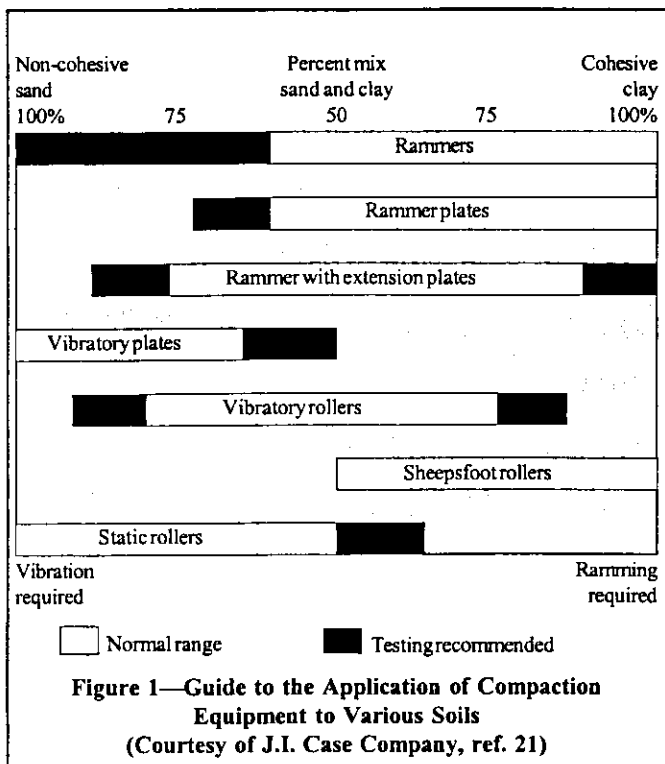 Non-cohesive Percent mix Cohesive
sand sand and clay clay
100% 75 50 75 100%
Rammers
Rammer plates
Rammer with extension plates
Vibratory plates
Vibratory rollers
Sheepsfoot rollers
Static rollers
Vibration Ramming
required required
Normal range Testing recommended
Figure 1—Guide to the Application of Compaction
Equipment to Various Soils
(Courtesy of J.I. Case Company, ref. 21)